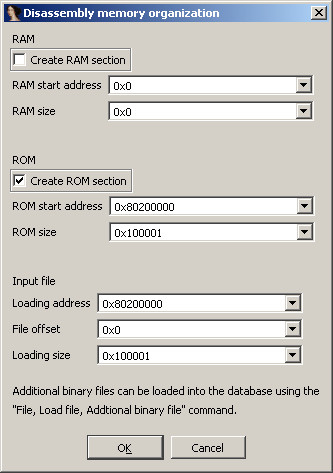 Disassembly memory organization
RAM
Create RAM section
RAM start address 0x0
RAM size 0x0
ROM
Create ROM section
ROM start address 0x80200000
ROM size 0x100001
Input file
Loading address 0x80200000
File offset 0x0
Loading size 0x100001
Additional binary files can be loaded into the database using the
"File, Load file, Addtional binary file" command.
OK Cancel